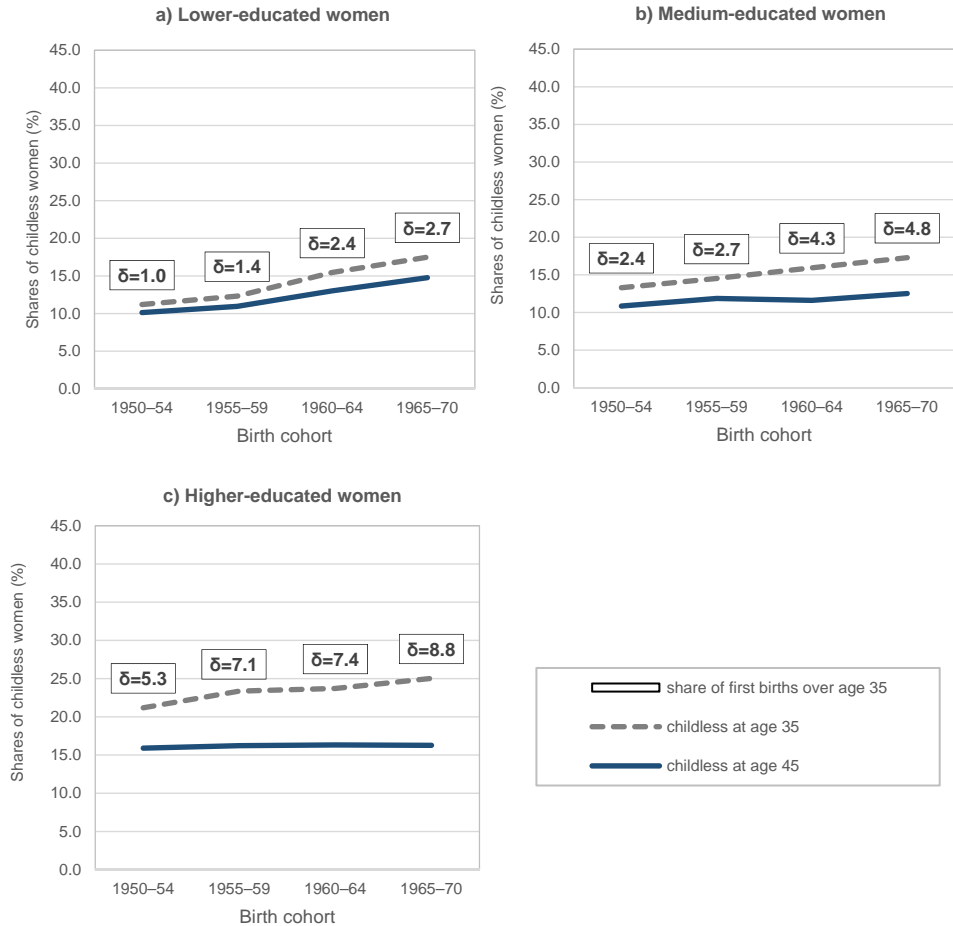 a) Lower-educated women
Shares of childless women (%)
45.0
40.0
35.0
30.0
25.0
20.0
15.0
10.0
5.0
0.0
δ=1.0
δ=1.4
δ=2.4
δ=2.7
1950–54
1955–59
1960–64
1965–70
Birth cohort
b) Medium-educated women
Shares of childless women (%)
45.0
40.0
35.0
30.0
25.0
20.0
15.0
10.0
5.0
0.0
δ=2.4
δ=2.7
δ=4.3
δ=4.8
1950–54
1955–59
1960–64
1965–70
Birth cohort
c) Higher-educated women
Shares of childless women (%)
45.0
40.0
35.0
30.0
25.0
20.0
15.0
10.0
5.0
0.0
δ=5.3
δ=7.1
δ=7.4
δ=8.8
1950–54
1955–59
1960–64
1965–70
Birth cohort
share of first births over age 35
childless at age 35
childless at age 45